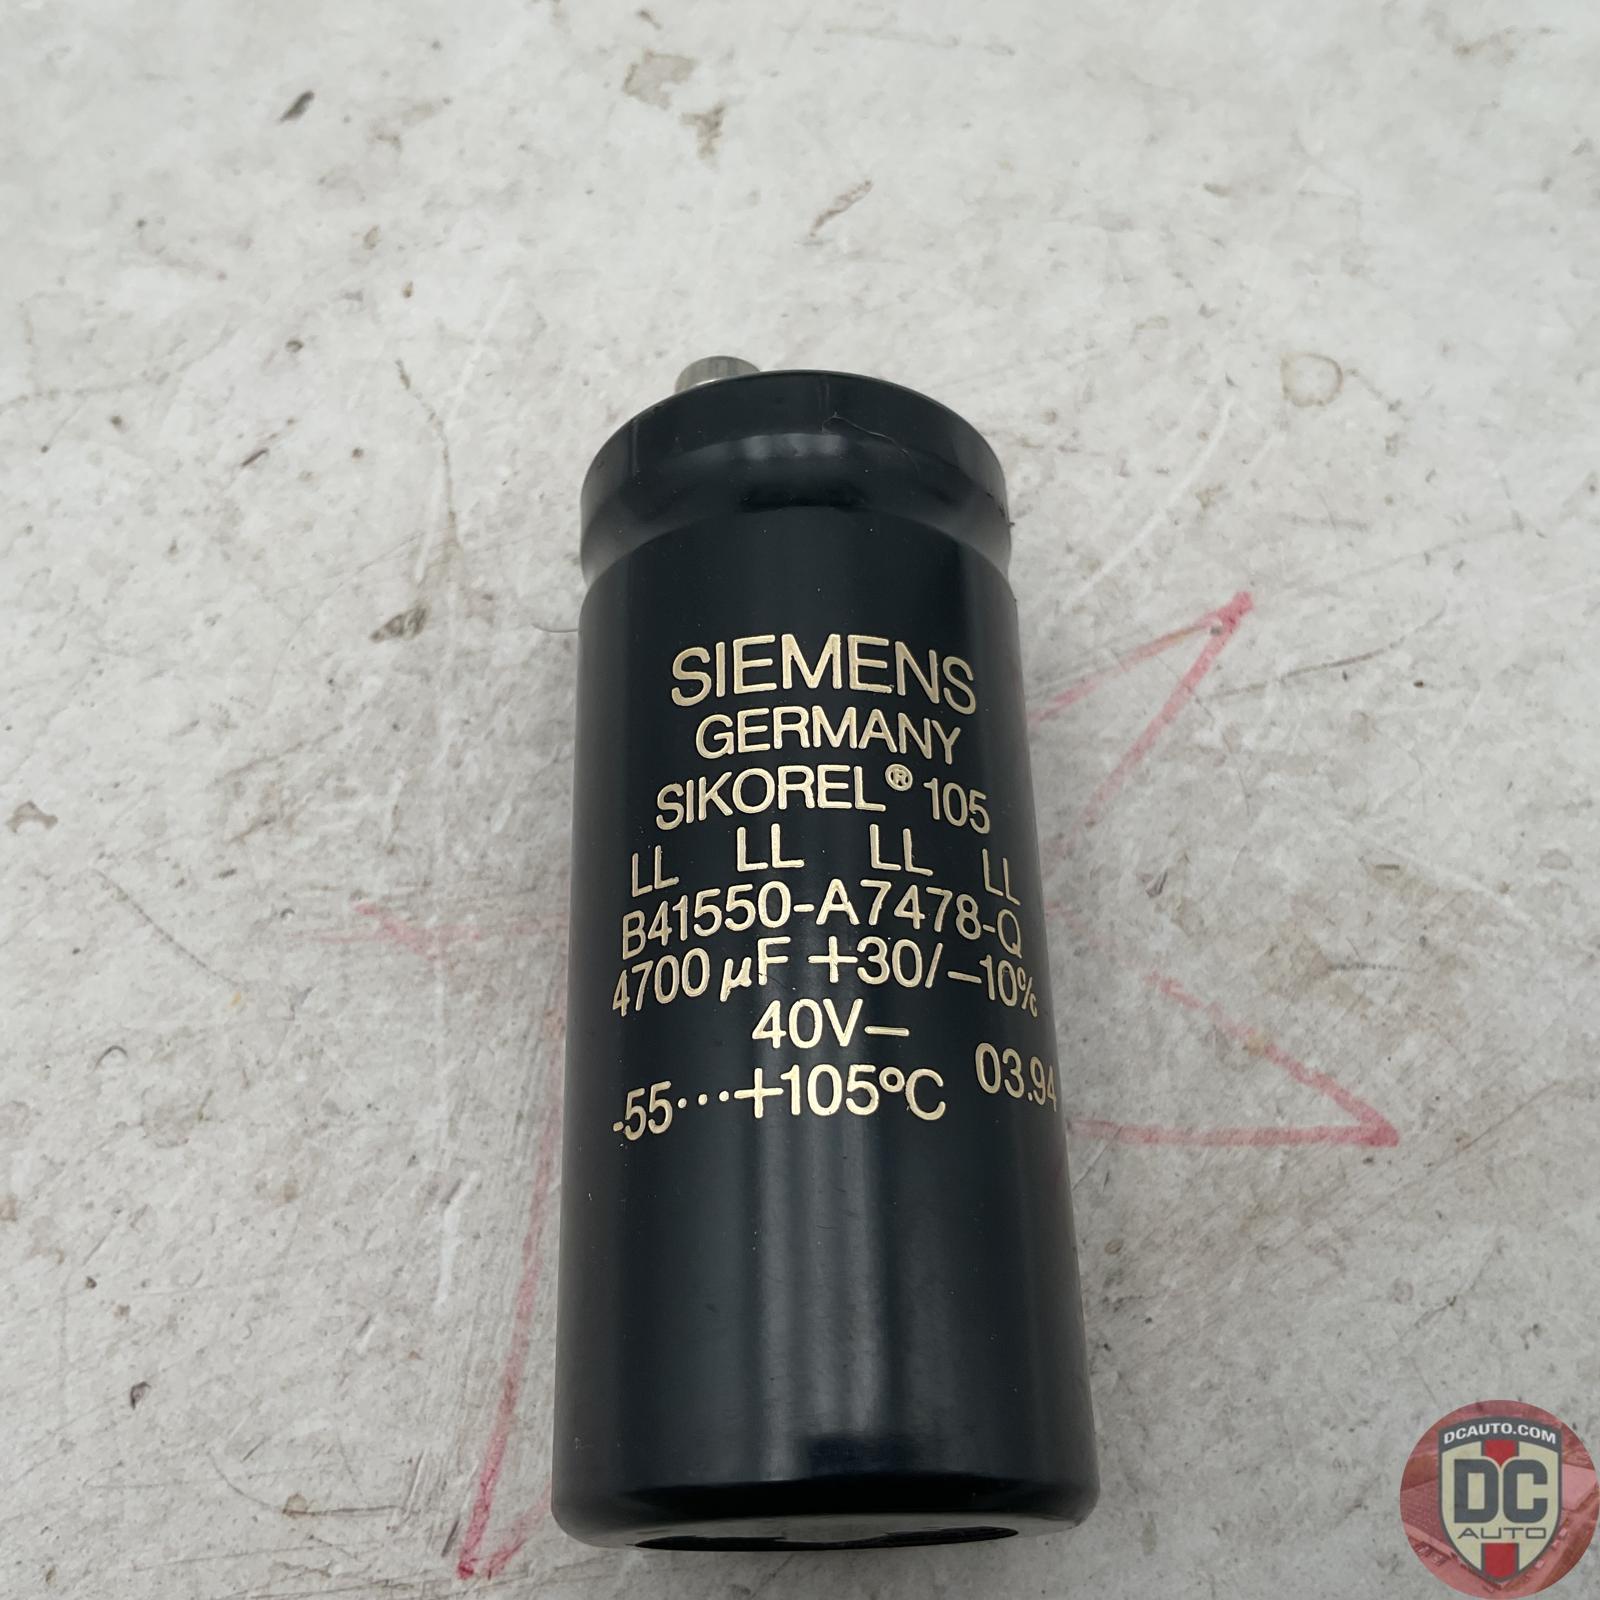 SIEMENS
GERMANY
SIKOREL® 105
LL LL LL LL
B41550-A7478-Q
4700 µF +30/−10%
40V−
-55···+105°C 03.94
DCAUTO.COM
DC
AUTO